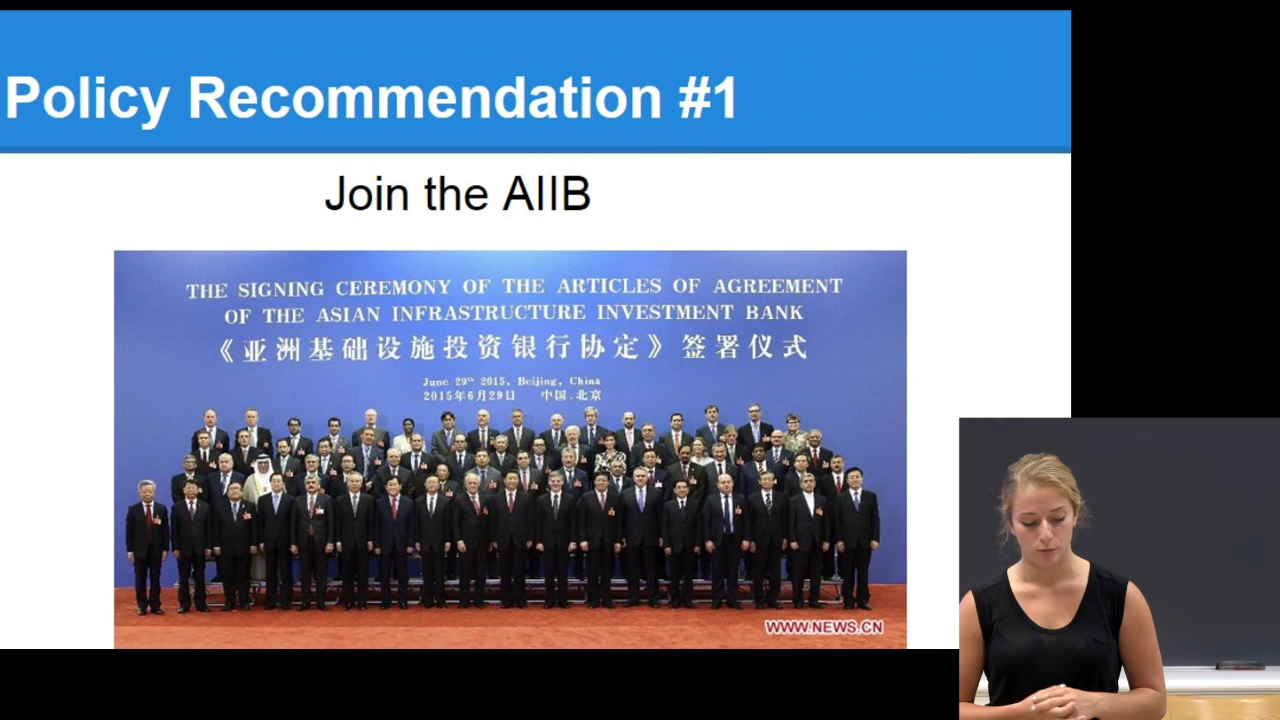 Policy Recommendation #1
Join the AIIB
THE SIGNING CEREMONY OF THE ARTICLES OF AGREEMENT
OF THE ASIAN INFRASTRUCTURE INVESTMENT BANK
《亚洲基础设施投资银行协定》签署仪式
June 29th 2015, Beijing, China
2015年6月29日 中国.北京
WWW.NEWS.CN